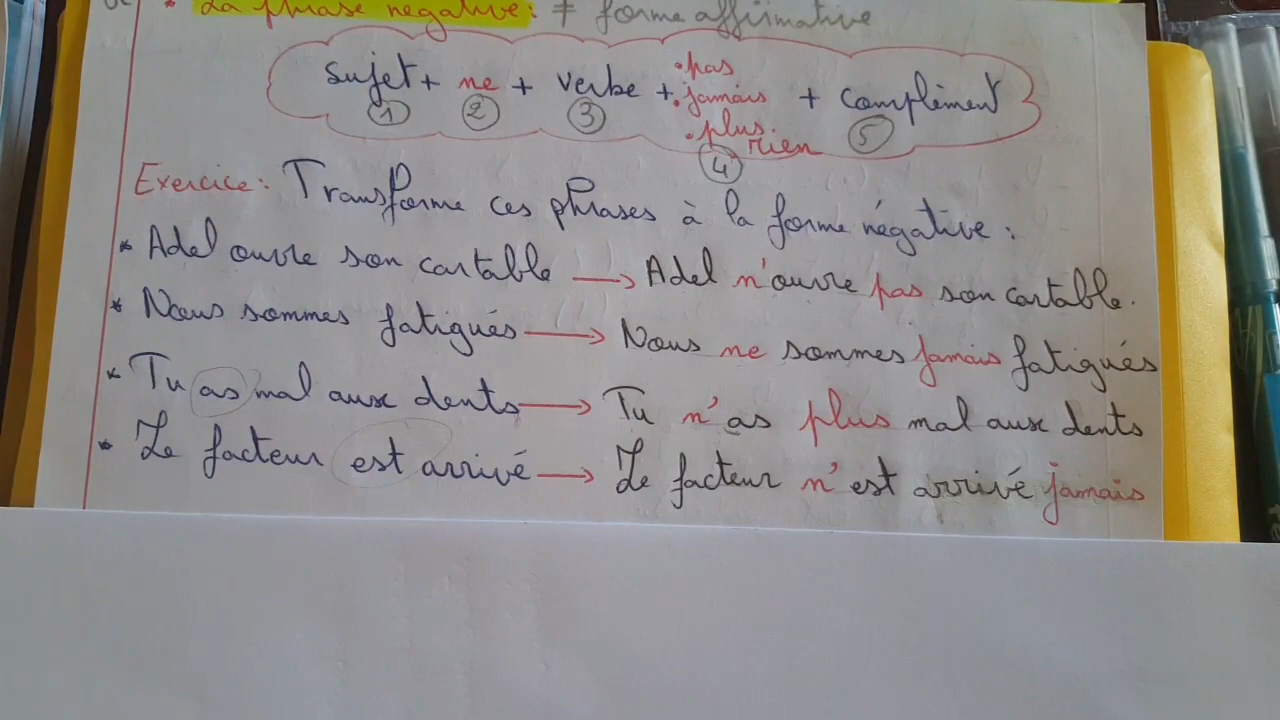 * La phrase negative: ≠ forme affirmative
sujet + ne + verbe + •pas •jamais •plus. rien + complèment
1 2 3 4 5
Exercice: Transforme ces phrases à la forme négative:
* Adel ouvre son cartable → Adel n'ouvre pas son cartable.
* Nous sommes fatigués → Nous ne sommes jamais fatigués
* Tu as mal aux dents → Tu n'as plus mal aux dents
* Le facteur est arrivé → Le facteur n'est arrivé jamais